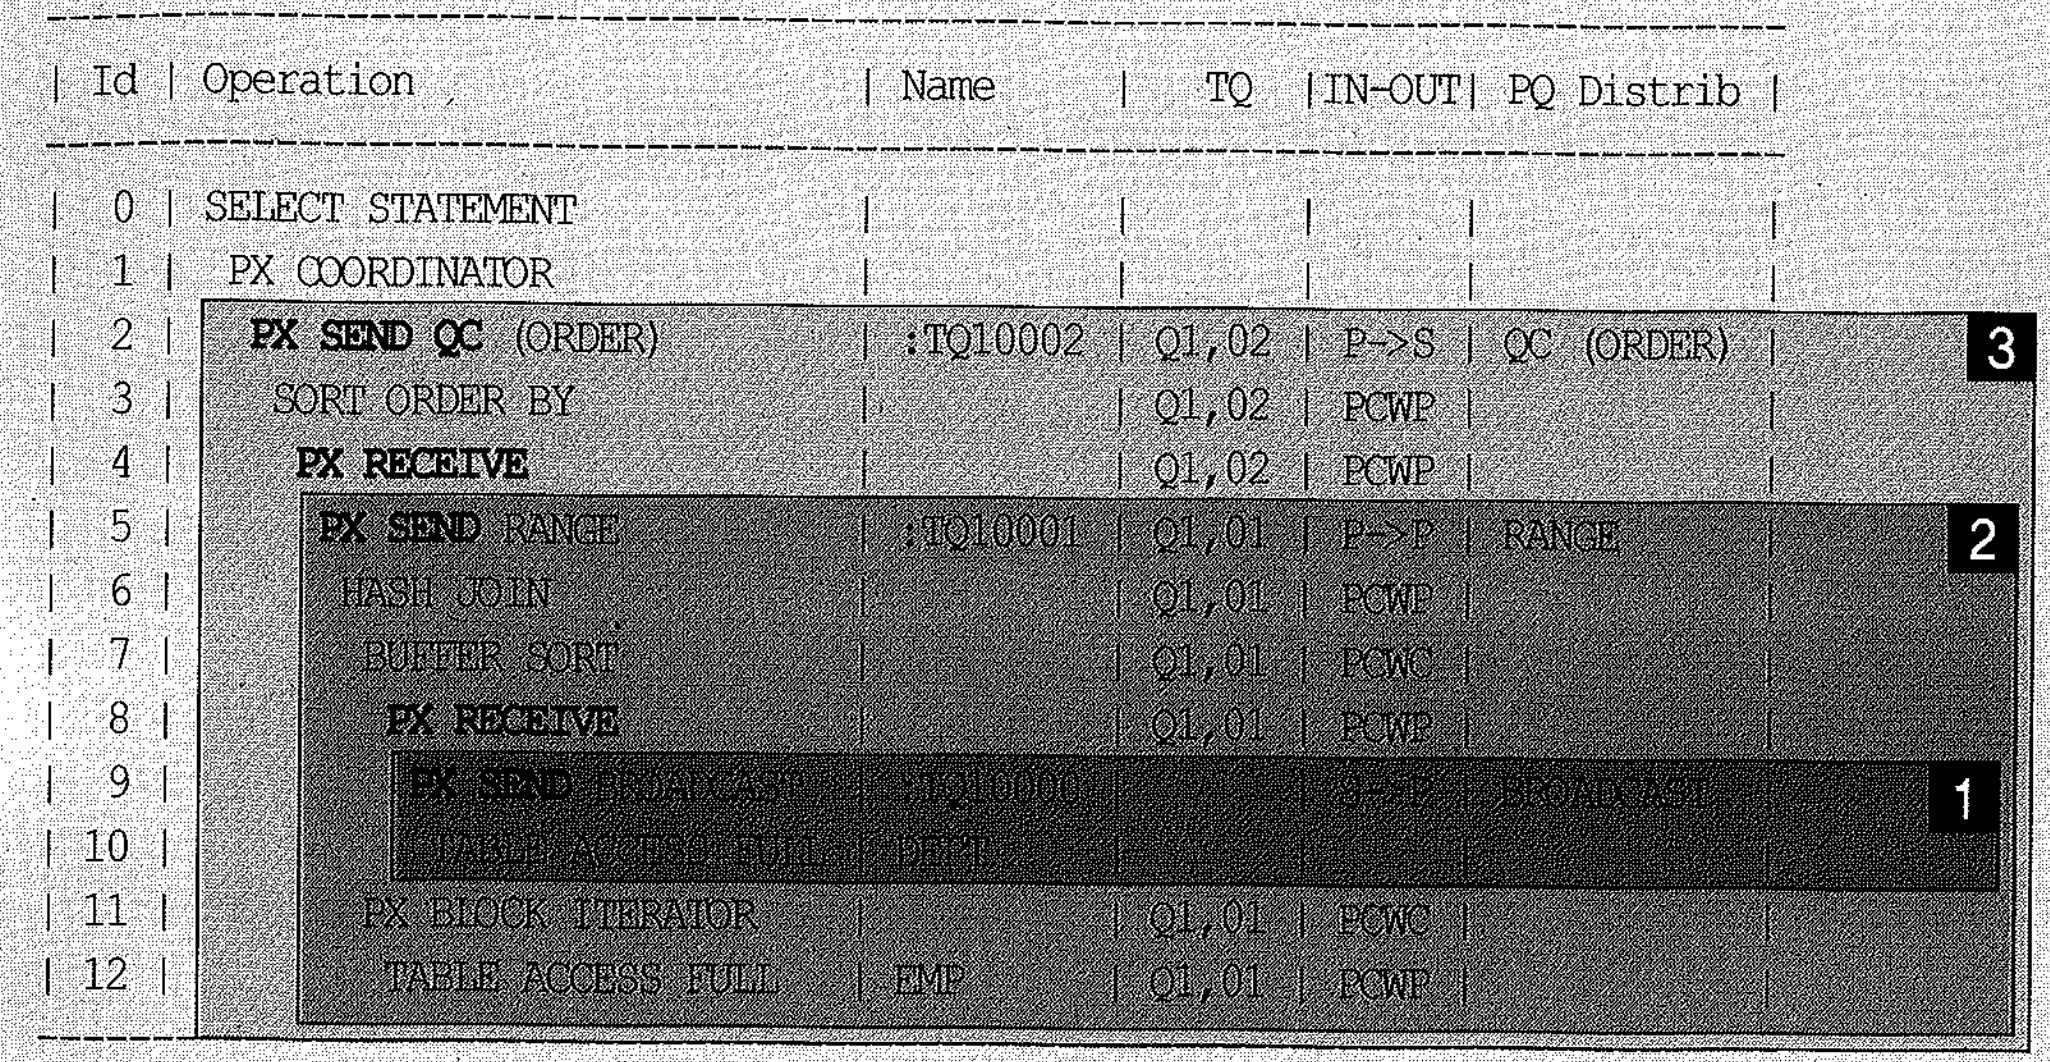 | Id | Operation | Name | TQ |IN-OUT| PQ Distrib |
| 0 | SELECT STATEMENT | | | | |
| 1 | PX COORDINATOR | | | | |
| 2 | PX SEND QC (ORDER) | :TQ10002 | Q1,02 | P->S | QC (ORDER) | 3
| 3 | SORT ORDER BY | | Q1,02 | PCWP | |
| 4 | PX RECEIVE | | Q1,02 | PCWP | |
| 5 | PX SEND RANGE | :TQ10001 | Q1,01 | P->P | RANGE | 2
| 6 | HASH JOIN | | Q1,01 | PCWP | |
| 7 | BUFFER SORT | | Q1,01 | PCWC | |
| 8 | PX RECEIVE | | Q1,01 | PCWP | |
| 9 | PX SEND BROADCAST | :TQ10000 | | S->P | BROADCAST | 1
| 10 | TABLE ACCESS FULL | DEPT | | | |
| 11 | PX BLOCK ITERATOR | | Q1,01 | PCWC | |
| 12 | TABLE ACCESS FULL | EMP | Q1,01 | PCWP | |